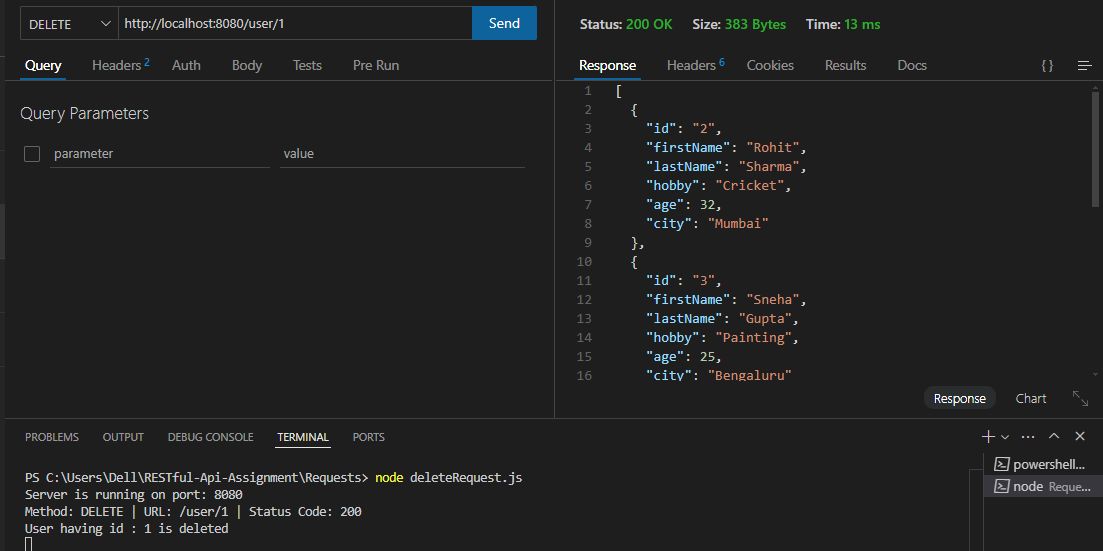 DELETE http://localhost:8080/user/1 Send
Query Headers 2 Auth Body Tests Pre Run
Query Parameters
parameter value
Status: 200 OK Size: 383 Bytes Time: 13 ms
Response Headers 6 Cookies Results Docs {}
1 [
2 {
3 "id": "2",
4 "firstName": "Rohit",
5 "lastName": "Sharma",
6 "hobby": "Cricket",
7 "age": 32,
8 "city": "Mumbai"
9 },
10 {
11 "id": "3",
12 "firstName": "Sneha",
13 "lastName": "Gupta",
14 "hobby": "Painting",
15 "age": 25,
16 "city": "Bengaluru"
Response Chart
PROBLEMS OUTPUT DEBUG CONSOLE TERMINAL PORTS
PS C:\Users\Dell\RESTful-Api-Assignment\Requests> node deleteRequest.js
Server is running on port: 8080
Method: DELETE | URL: /user/1 | Status Code: 200
User having id : 1 is deleted
powershell...
node Reque...